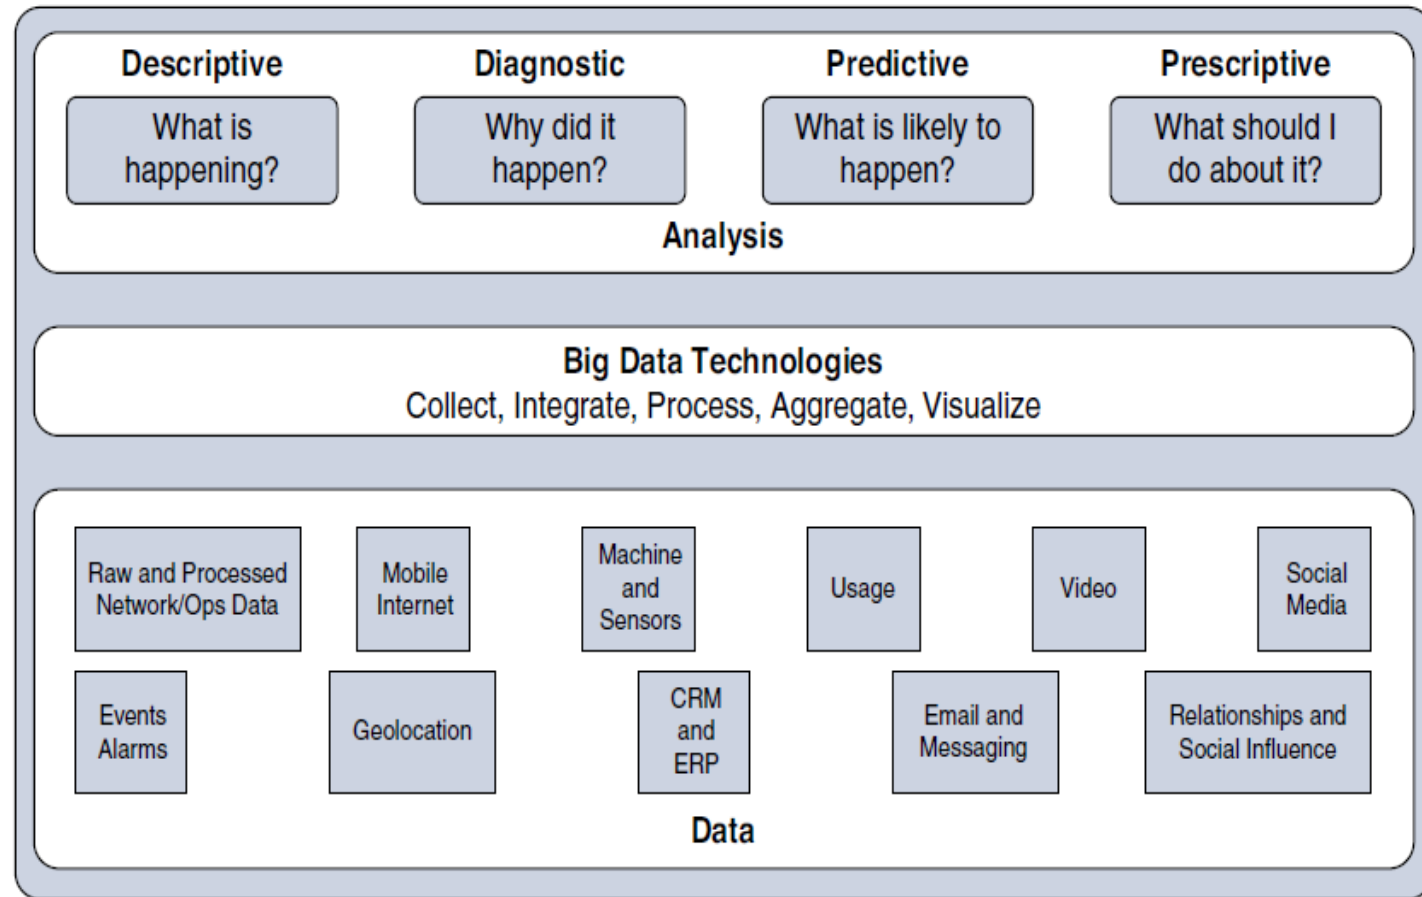 Descriptive
Diagnostic
Predictive
Prescriptive
What is
happening?
Why did it
happen?
What is likely to
happen?
What should I
do about it?
Analysis
Big Data Technologies
Collect, Integrate, Process, Aggregate, Visualize
Raw and Processed
Network/Ops Data
Mobile
Internet
Machine
and
Sensors
Usage
Video
Social
Media
Events
Alarms
Geolocation
CRM
and
ERP
Email and
Messaging
Relationships and
Social Influence
Data